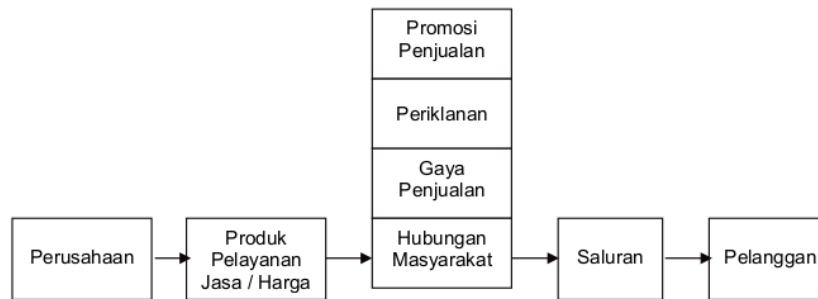 Promosi
Penjualan
Periklanan
Gaya
Penjualan
Perusahaan
Produk
Pelayanan
Jasa / Harga
Hubungan
Masyarakat
Saluran
Pelanggan